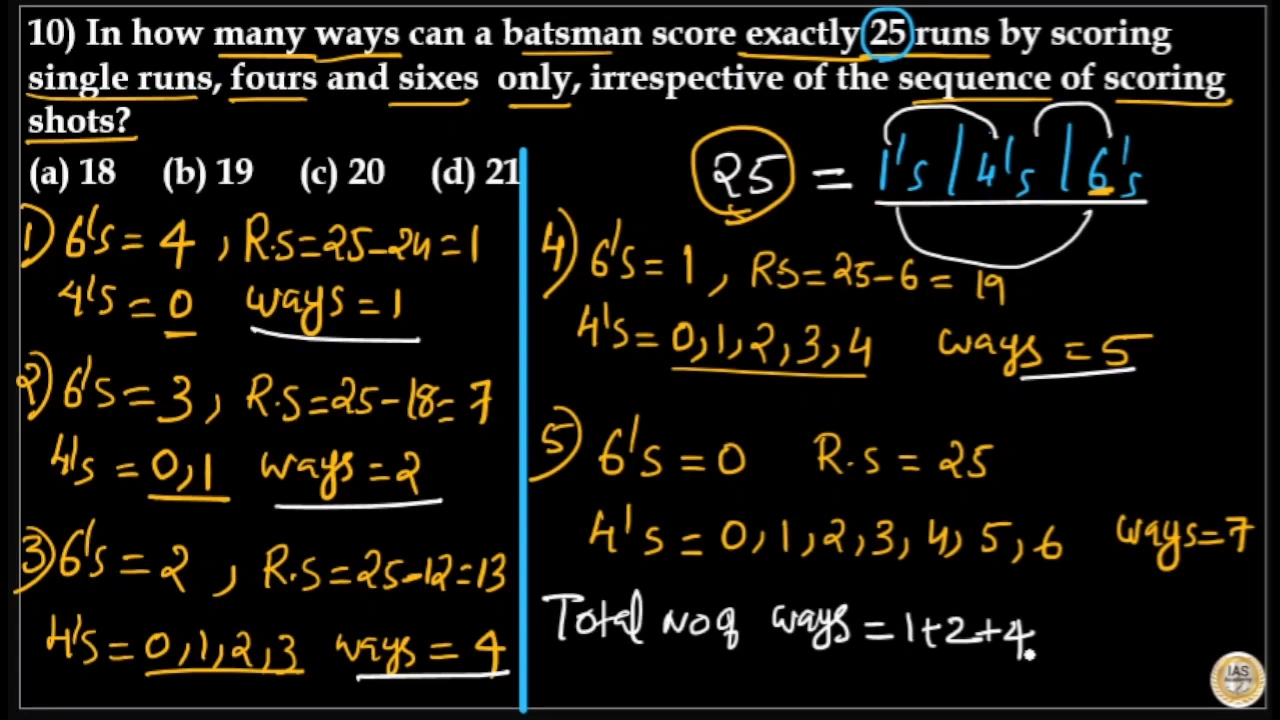 10) In how many ways can a batsman score exactly 25 runs by scoring
single runs, fours and sixes only, irrespective of the sequence of scoring
shots?
(a) 18 (b) 19 (c) 20 (d) 21
25 = 1's / 4's / 6's
1) 6's = 4 , R.S = 25 - 24 = 1
4's = 0 ways = 1
2) 6's = 3 , R.S = 25 - 18 = 7
4's = 0, 1 ways = 2
3) 6's = 2 , R.S = 25 - 12 = 13
4's = 0, 1, 2, 3 ways = 4
4) 6's = 1 , RS = 25 - 6 = 19
4's = 0, 1, 2, 3, 4 ways = 5
5) 6's = 0 R.S = 25
4's = 0, 1, 2, 3, 4, 5, 6 ways = 7
Total no of ways = 1 + 2 + 4
IAS
Academy